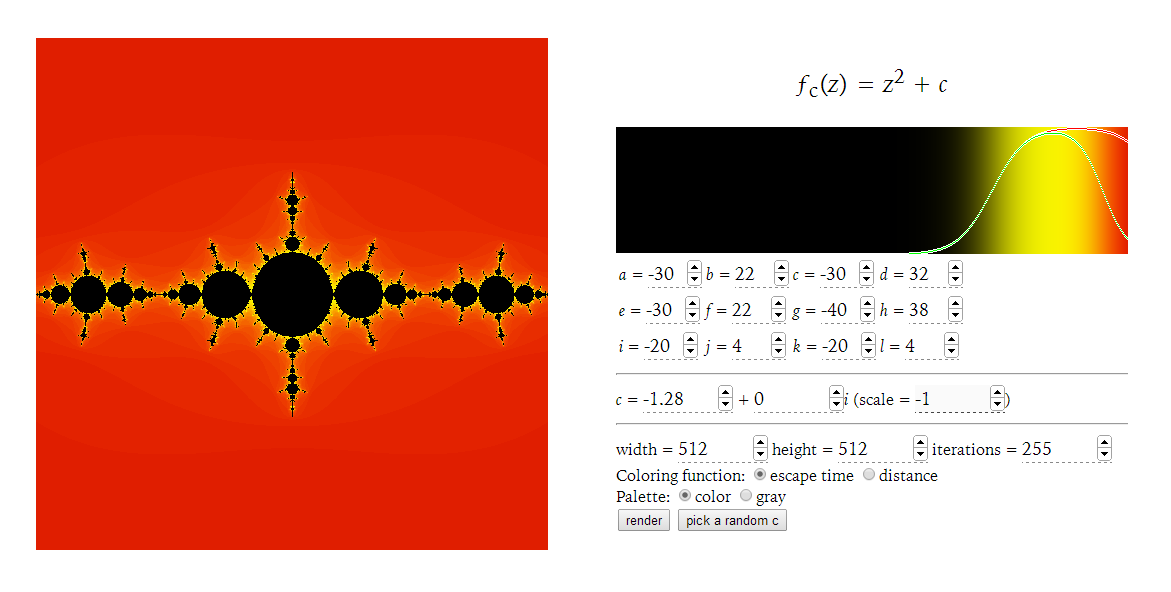 f_c(z) = z² + c
a = -30 b = 22 c = -30 d = 32
e = -30 f = 22 g = -40 h = 38
i = -20 j = 4 k = -20 l = 4
c = -1.28 + 0 i (scale = -1 )
width = 512 height = 512 iterations = 255
Coloring function: escape time distance
Palette: color gray
render pick a random c